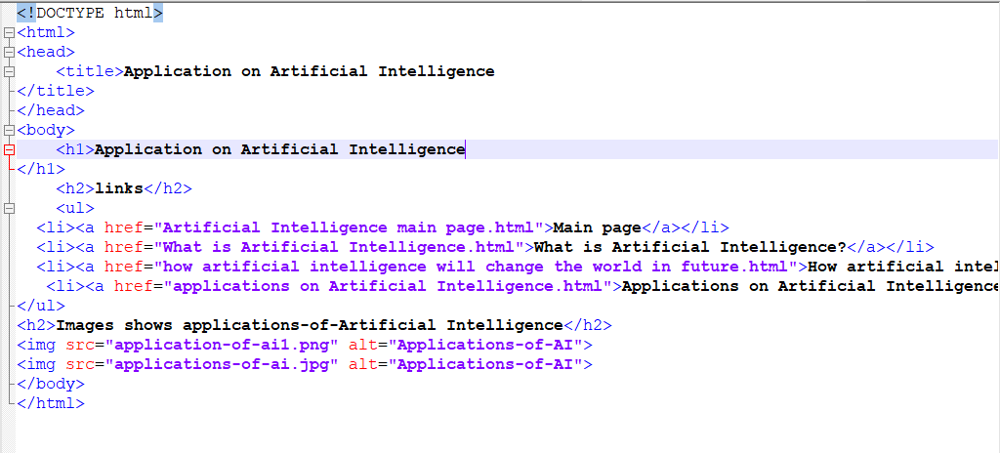 <!DOCTYPE html>
<html>
<head>
    <title>Application on Artificial Intelligence
</title>
</head>
<body>
    <h1>Application on Artificial Intelligence
</h1>
    <h2>links</h2>
    <ul>
  <li><a href="Artificial Intelligence main page.html">Main page</a></li>
  <li><a href="What is Artificial Intelligence.html">What is Artificial Intelligence?</a></li>
  <li><a href="how artificial intelligence will change the world in future.html">How artificial intel
   <li><a href="applications on Artificial Intelligence.html">Applications on Artificial Intelligence
</ul>
<h2>Images shows applications-of-Artificial Intelligence</h2>
<img src="application-of-ai1.png" alt="Applications-of-AI">
<img src="applications-of-ai.jpg" alt="Applications-of-AI">
</body>
</html>